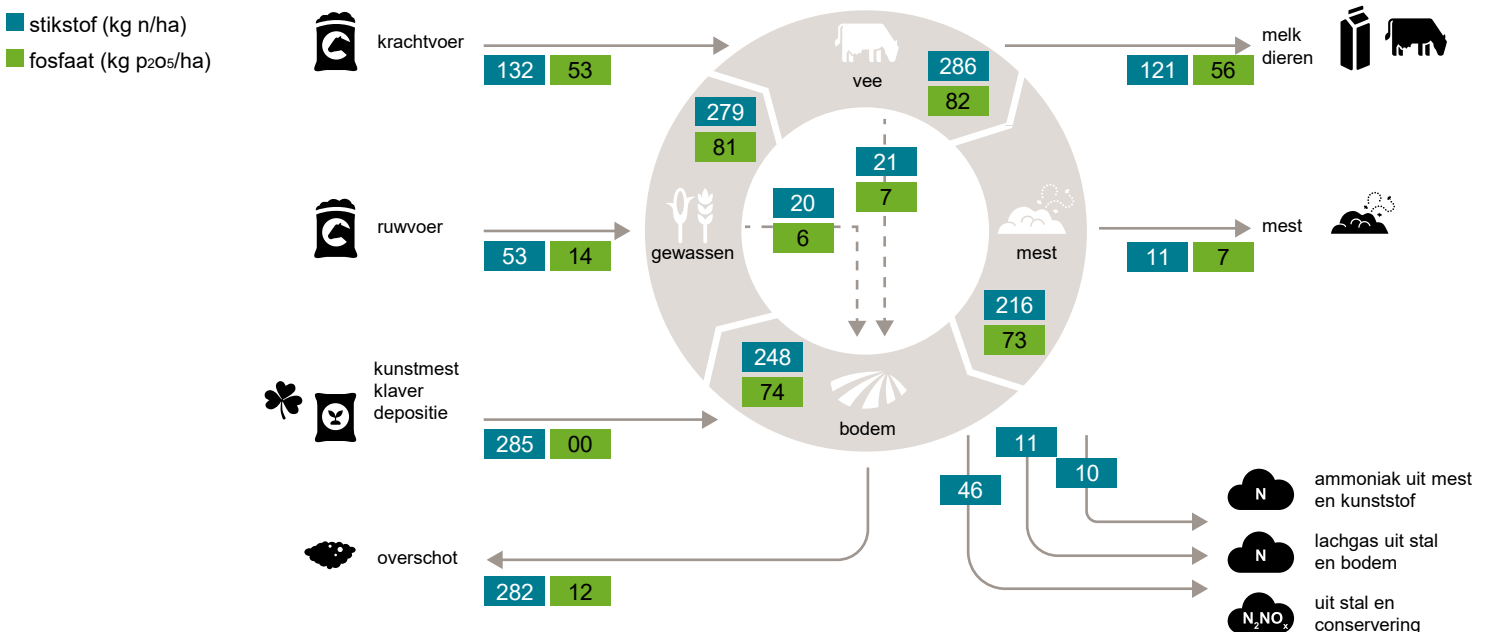 stikstof (kg n/ha)
fosfaat (kg p₂o₅/ha)
krachtvoer
132 53
ruwvoer
53 14
kunstmest
klaver
depositie
285 00
overschot
282 12
vee
286
82
279
81
21
7
20
6
gewassen
mest
216
73
248
74
bodem
melk
dieren
121 56
mest
11 7
46
11
10
N
ammoniak uit mest
en kunststof
N
lachgas uit stal
en bodem
N₂NOₓ
uit stal en
conservering